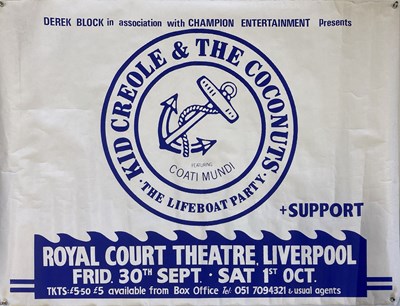 DEREK BLOCK in association with CHAMPION ENTERTAINMENT Presents
KID CREOLE & THE COCONUTS
FEATURING
COATI MUNDI
· THE LIFEBOAT PARTY ·
+SUPPORT
ROYAL COURT THEATRE, LIVERPOOL
FRID. 30TH SEPT. · SAT 1ST OCT.
TKTS: £5·50 £5 available from Box Office Tel 051 7094321 & usual agents